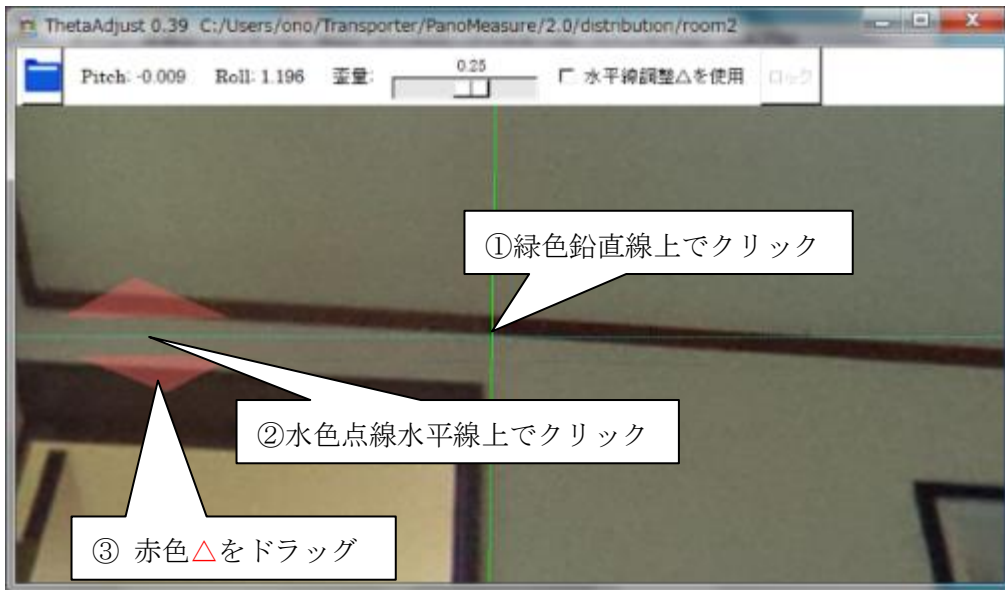 ThetaAdjust 0.39 C:/Users/ono/Transporter/PanoMeasure/2.0/distribution/room2
Pitch: -0.009 Roll: 1.196 歪量: 0.25 水平線調整△を使用 ロック
①緑色鉛直線上でクリック
②水色点線水平線上でクリック
③ 赤色△をドラッグ